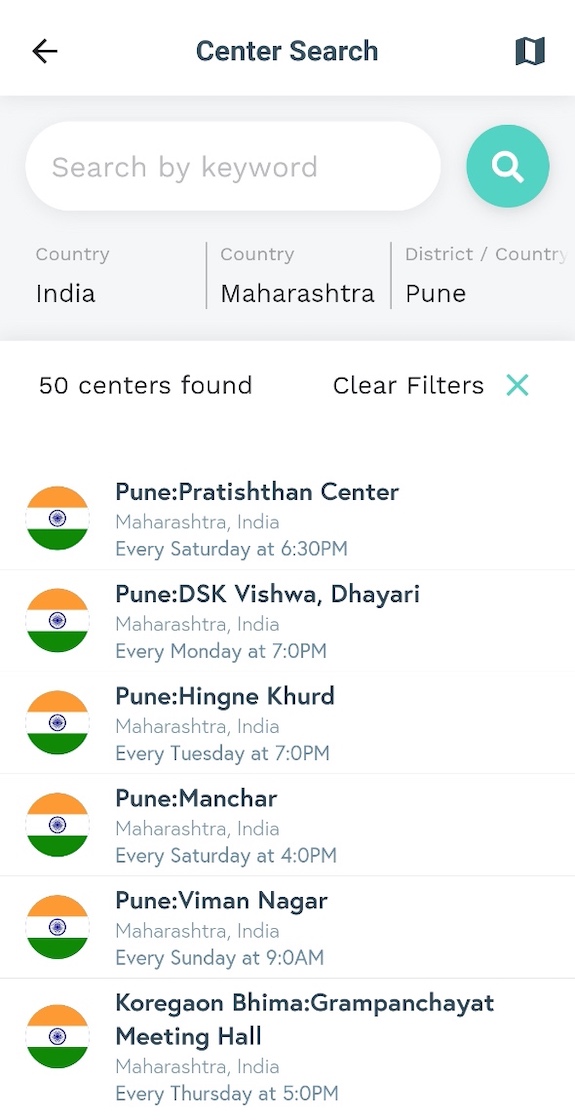 Center Search
Search by keyword
Country
Country
District / Country
India
Maharashtra
Pune
50 centers found
Clear Filters
Pune:Pratishthan Center
Maharashtra, India
Every Saturday at 6:30PM
Pune:DSK Vishwa, Dhayari
Maharashtra, India
Every Monday at 7:0PM
Pune:Hingne Khurd
Maharashtra, India
Every Tuesday at 7:0PM
Pune:Manchar
Maharashtra, India
Every Saturday at 4:0PM
Pune:Viman Nagar
Maharashtra, India
Every Sunday at 9:0AM
Koregaon Bhima:Grampanchayat
Meeting Hall
Maharashtra, India
Every Thursday at 5:0PM